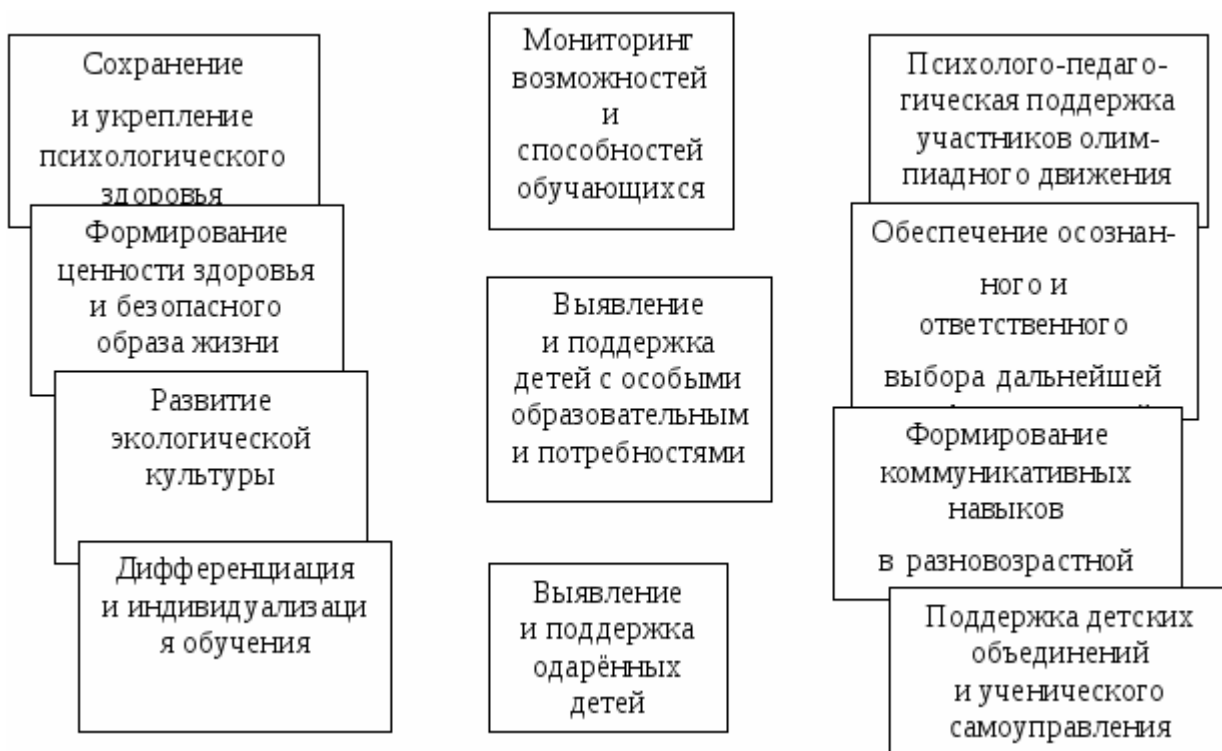 Сохранение
и укрепление
психологического
здоровья
Формирование
ценности здоровья
и безопасного
образа жизни
Развитие
экологической
культуры
Дифференциация
и индивидуализаци
я обучения
Мониторинг
возможностей
и
способностей
обучающихся
Выявление
и поддержка
детей с особыми
образовательным
и потребностями
Выявление
и поддержка
одарённых
детей
Психолого-педаго-
гическая поддержка
участников олим-
пиадного движения
Обеспечение осознан-
ного и
ответственного
выбора дальнейшей
Формирование
коммуникативных
навыков
в разновозрастной
Поддержка детских
объединений
и ученического
самоуправления